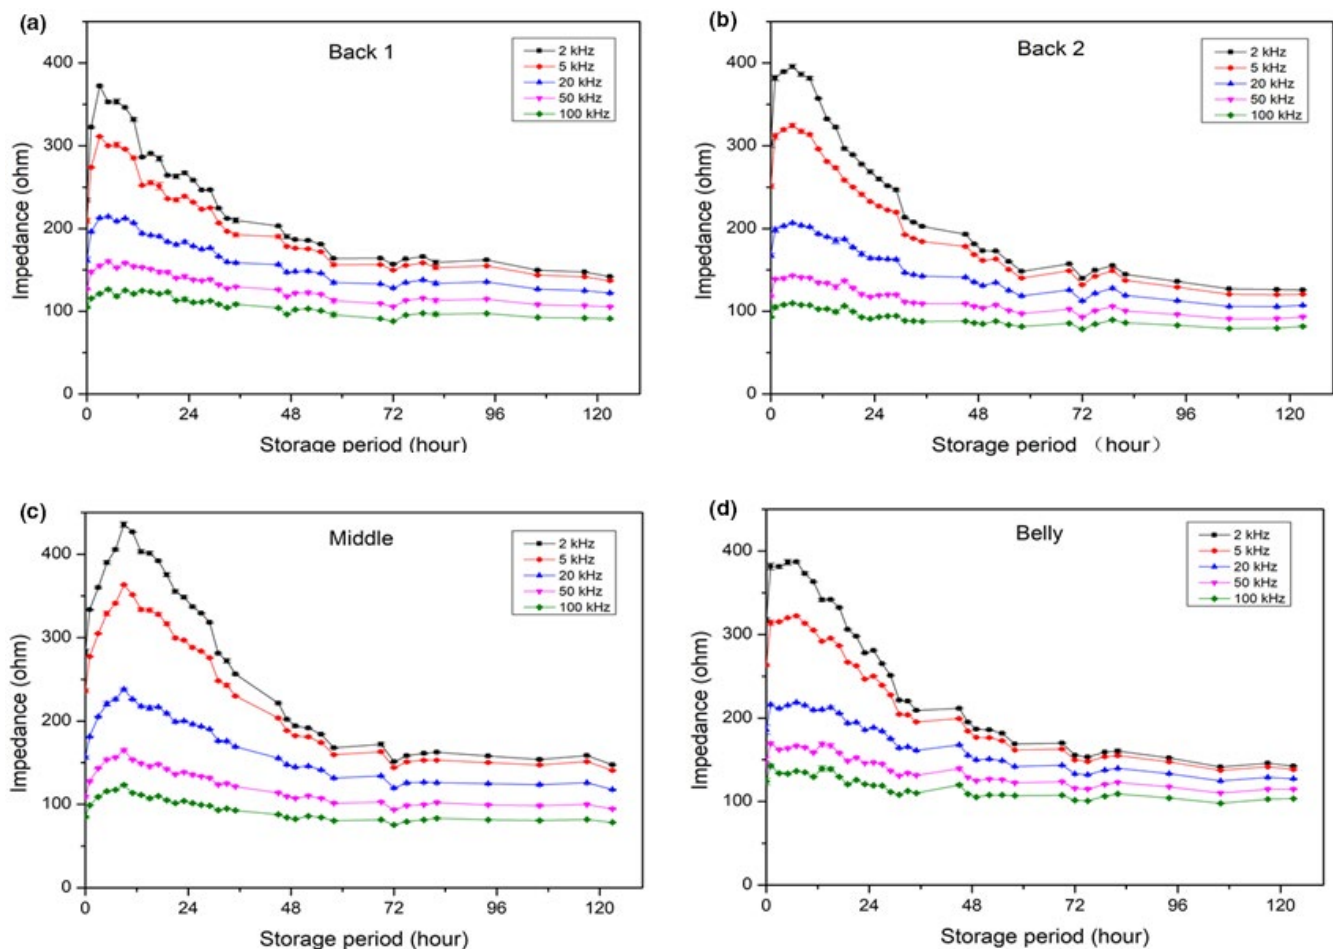 (a)
Back 1
2 kHz
5 kHz
20 kHz
50 kHz
100 kHz
400
300
200
100
0
Impedance (ohm)
0 24 48 72 96 120
Storage period (hour)
(b)
Back 2
2 kHz
5 kHz
20 kHz
50 kHz
100 kHz
400
300
200
100
0
Impedance (ohm)
0 24 48 72 96 120
Storage period （hour）
(c)
Middle
2 kHz
5 kHz
20 kHz
50 kHz
100 kHz
400
300
200
100
0
Impedance (ohm)
0 24 48 72 96 120
Storage period (hour)
(d)
Belly
2 kHz
5 kHz
20 kHz
50 kHz
100 kHz
400
300
200
100
0
Impedance (ohm)
0 24 48 72 96 120
Storage period (hour)